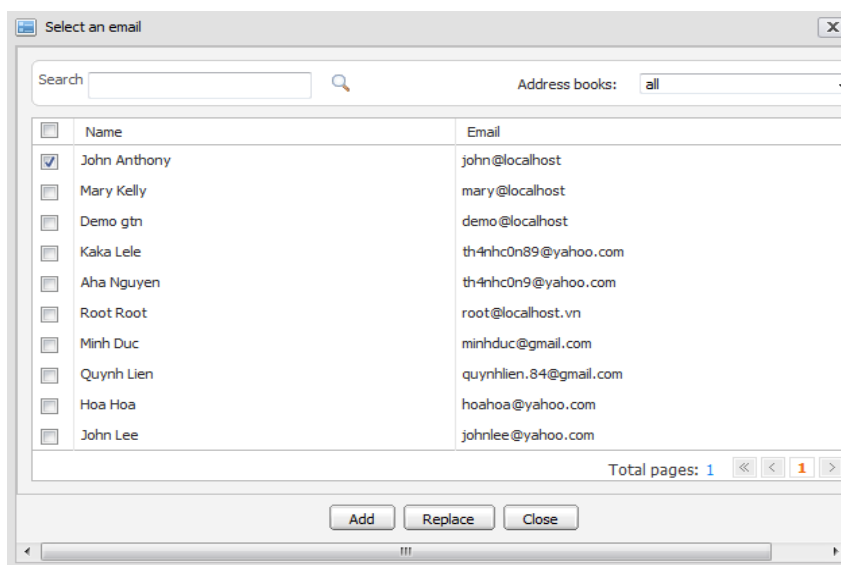 Select an email
Search Address books: all
Name Email
John Anthony john@localhost
Mary Kelly mary@localhost
Demo gtn demo@localhost
Kaka Lele th4nhc0n89@yahoo.com
Aha Nguyen th4nhc0n9@yahoo.com
Root Root root@localhost.vn
Minh Duc minhduc@gmail.com
Quynh Lien quynhlien.84@gmail.com
Hoa Hoa hoahoa@yahoo.com
John Lee johnlee@yahoo.com
Total pages: 1 « < 1 >
Add Replace Close